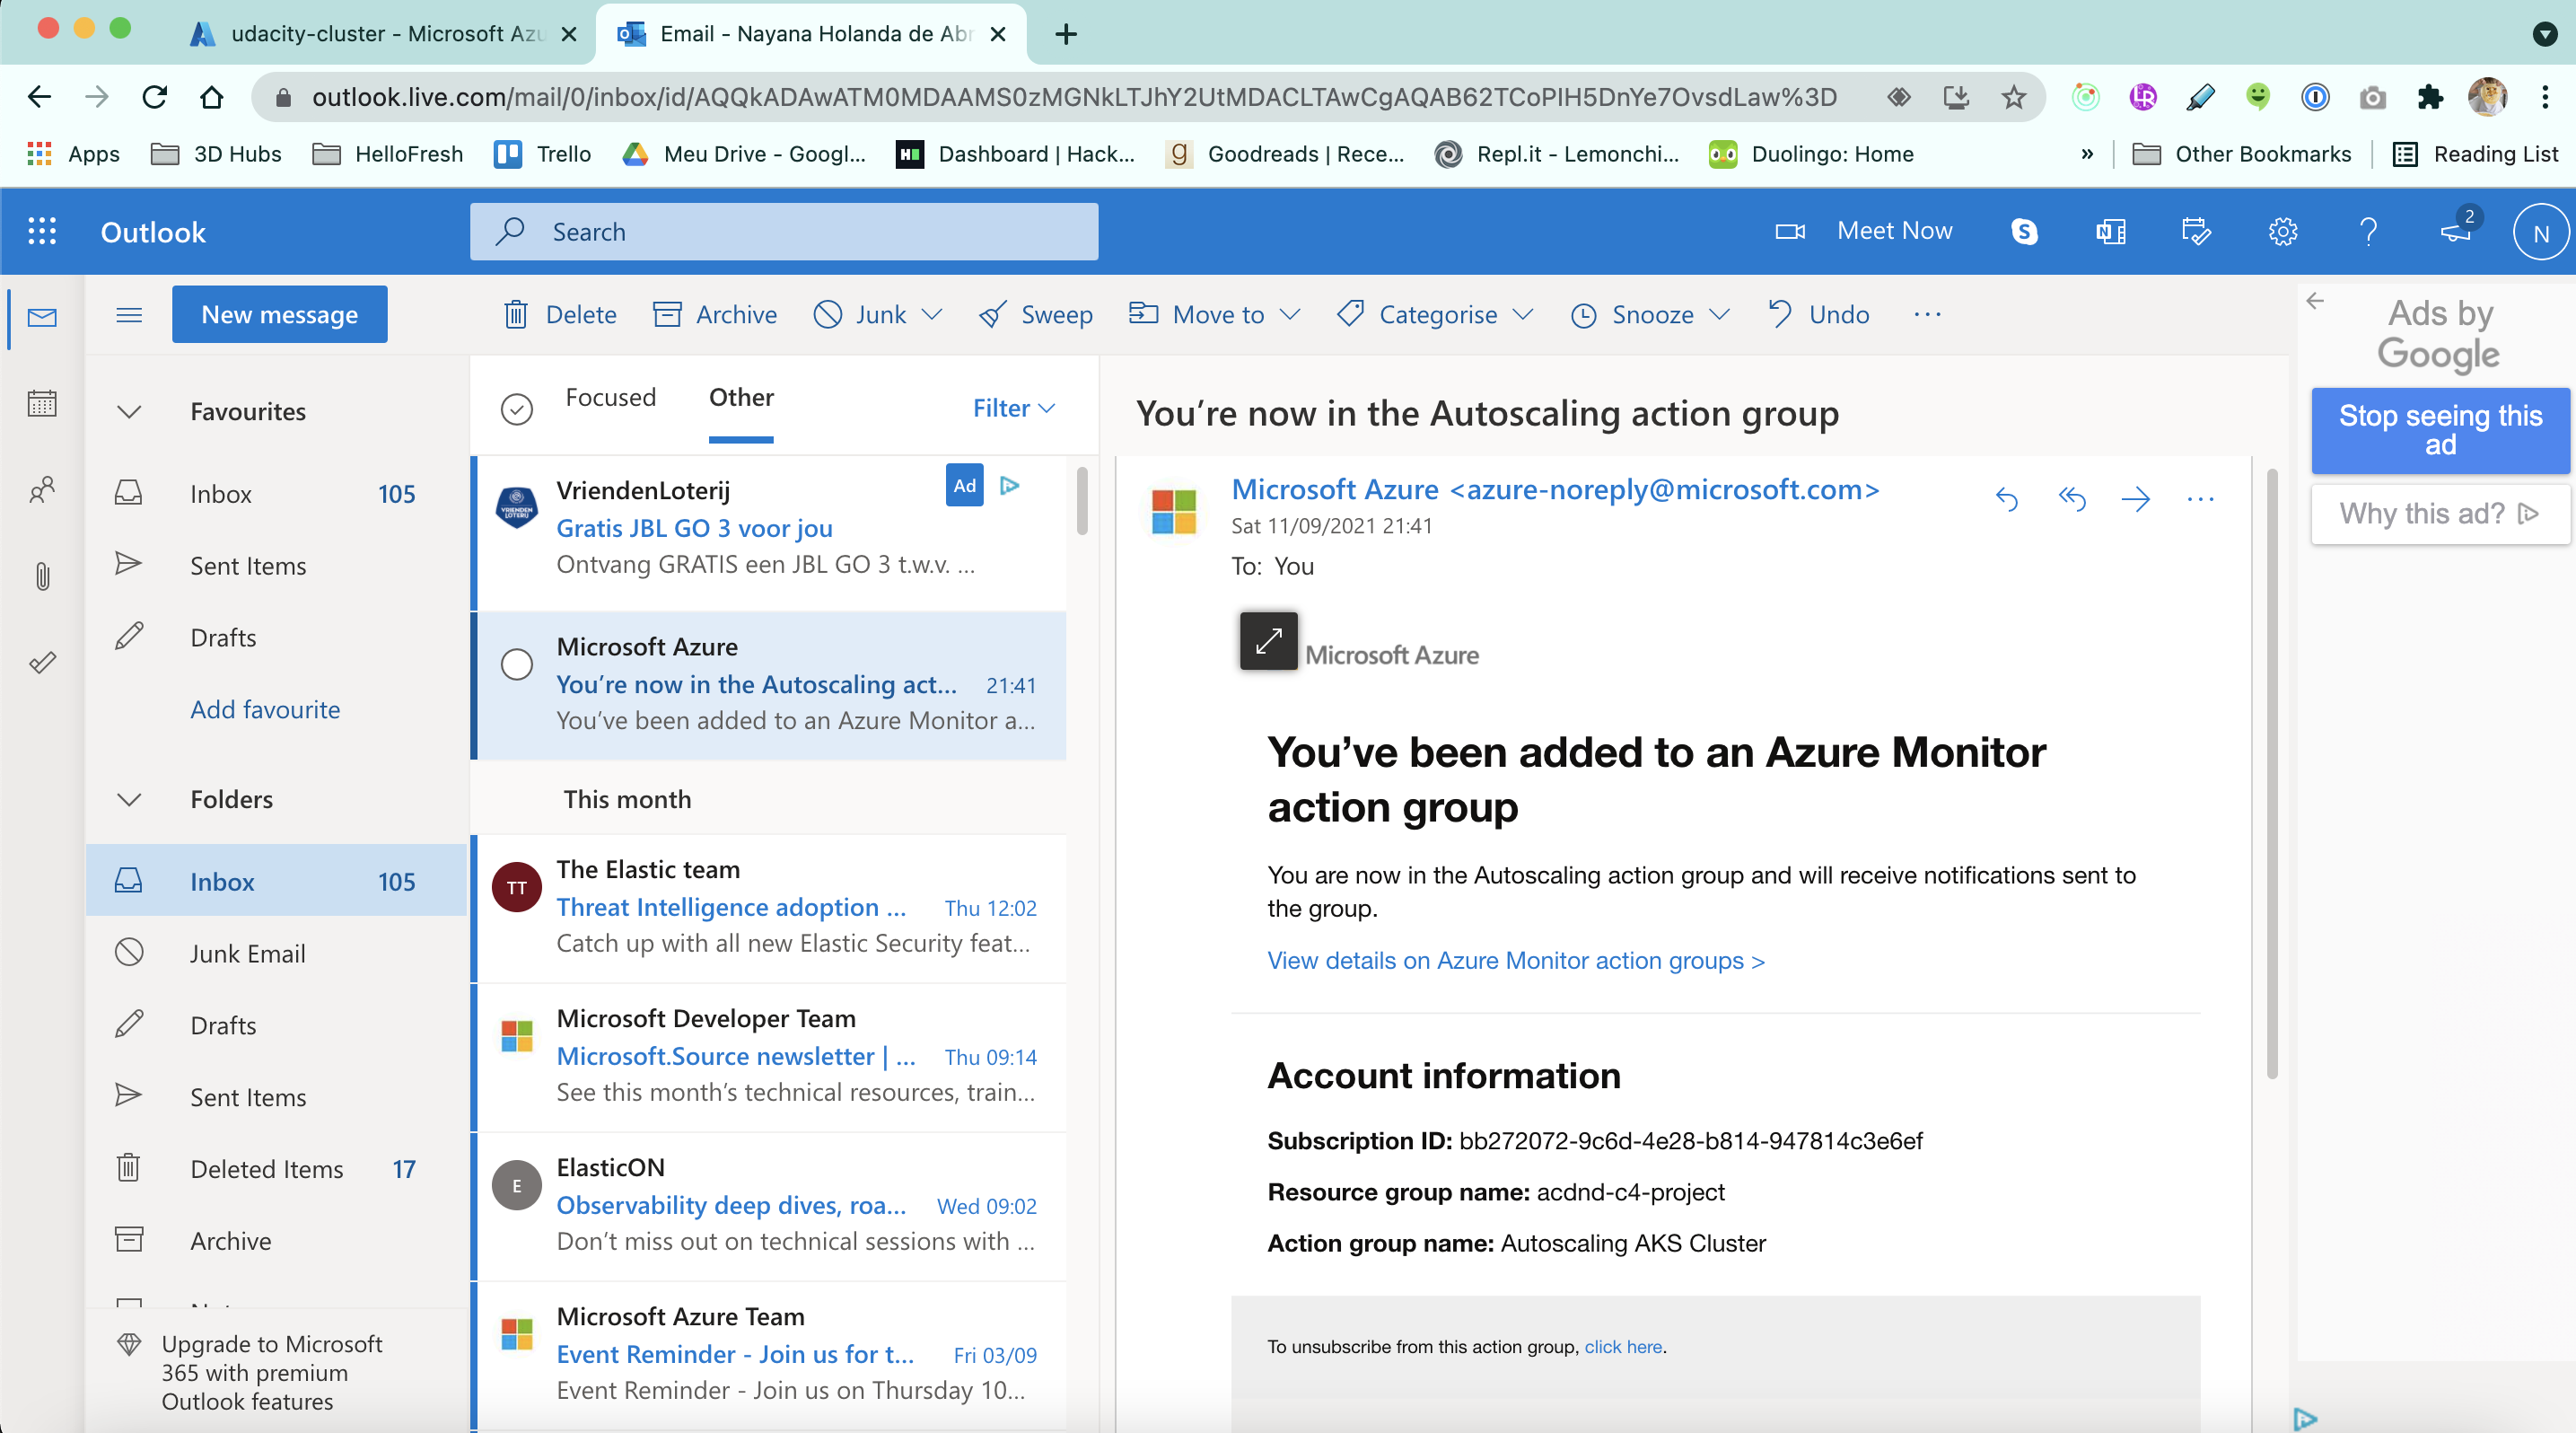 udacity-cluster - Microsoft Azu
Email - Nayana Holanda de Abr
outlook.live.com/mail/0/inbox/id/AQQkADAwATM0MDAAMS0zMGNkLTJhY2UtMDACLTAwCgAQAB62TCoPIH5DnYe7OvsdLaw%3D
Apps
3D Hubs
HelloFresh
Trello
Meu Drive - Googl...
Dashboard | Hack...
Goodreads | Rece...
Repl.it - Lemonchi...
Duolingo: Home
»
Other Bookmarks
Reading List
Outlook
Search
Meet Now
2
N
New message
Delete
Archive
Junk
Sweep
Move to
Categorise
Snooze
Undo
...
Favourites
Inbox 105
Sent Items
Drafts
Add favourite
Folders
Inbox 105
Junk Email
Drafts
Sent Items
Deleted Items 17
Archive
Upgrade to Microsoft
365 with premium
Outlook features
Focused
Other
Filter
VriendenLoterij
Ad
Gratis JBL GO 3 voor jou
Ontvang GRATIS een JBL GO 3 t.w.v. ...
Microsoft Azure
You're now in the Autoscaling act... 21:41
You've been added to an Azure Monitor a...
This month
TT
The Elastic team
Threat Intelligence adoption ... Thu 12:02
Catch up with all new Elastic Security feat...
Microsoft Developer Team
Microsoft.Source newsletter | ... Thu 09:14
See this month's technical resources, train...
E
ElasticON
Observability deep dives, roa... Wed 09:02
Don't miss out on technical sessions with ...
Microsoft Azure Team
Event Reminder - Join us for t... Fri 03/09
Event Reminder - Join us on Thursday 10...
You're now in the Autoscaling action group
Microsoft Azure <azure-noreply@microsoft.com>
Sat 11/09/2021 21:41
To: You
Microsoft Azure
You've been added to an Azure Monitor
action group
You are now in the Autoscaling action group and will receive notifications sent to
the group.
View details on Azure Monitor action groups >
Account information
Subscription ID: bb272072-9c6d-4e28-b814-947814c3e6ef
Resource group name: acdnd-c4-project
Action group name: Autoscaling AKS Cluster
To unsubscribe from this action group, click here.
Ads by
Google
Stop seeing this
ad
Why this ad?